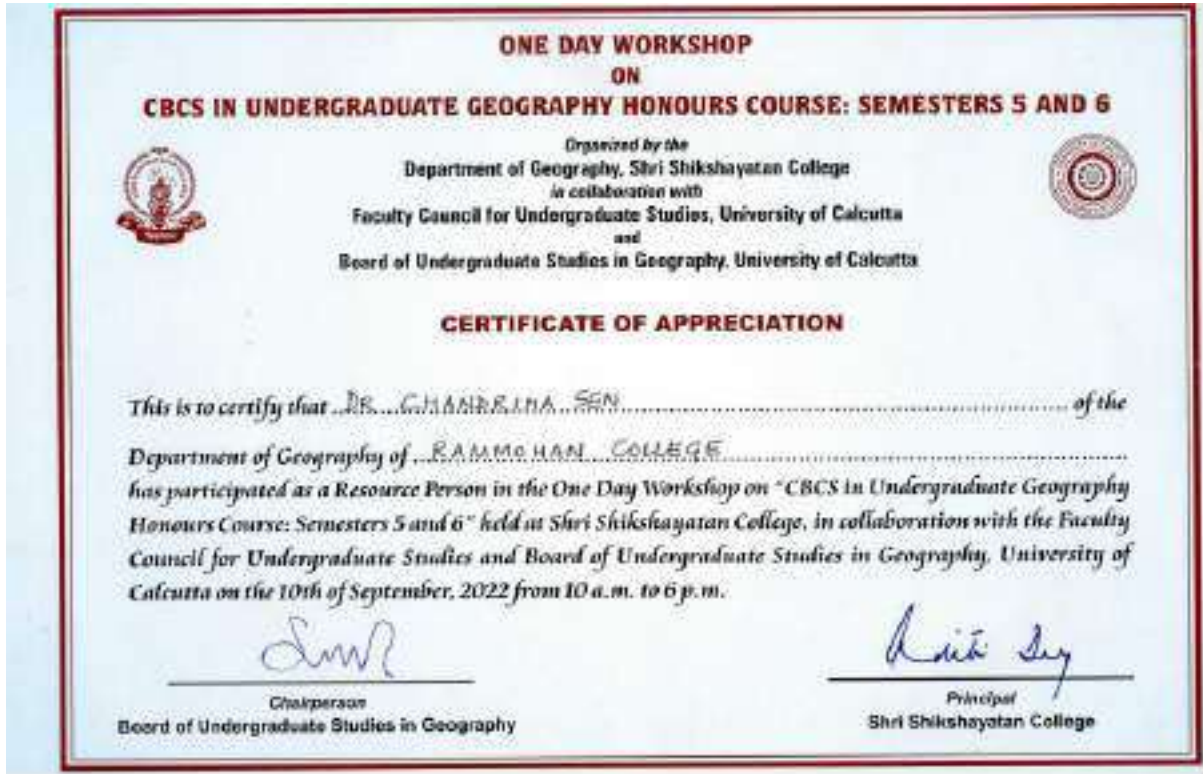 ONE DAY WORKSHOP
ON
CBCS IN UNDERGRADUATE GEOGRAPHY HONOURS COURSE: SEMESTERS 5 AND 6
Organized by the
Department of Geography, Shri Shikshayatan College
in collaboration with
Faculty Council for Undergraduate Studies, University of Calcutta
and
Board of Undergraduate Studies in Geography, University of Calcutta
CERTIFICATE OF APPRECIATION
This is to certify that DR CHANDRIMA SEN of the
Department of Geography of RAMMOHAN COLLEGE
has participated as a Resource Person in the One Day Workshop on "CBCS in Undergraduate Geography
Honours Course: Semesters 5 and 6" held at Shri Shikshayatan College, in collaboration with the Faculty
Council for Undergraduate Studies and Board of Undergraduate Studies in Geography, University of
Calcutta on the 10th of September, 2022 from 10 a.m. to 6 p.m.
Chairperson
Board of Undergraduate Studies in Geography
Principal
Shri Shikshayatan College